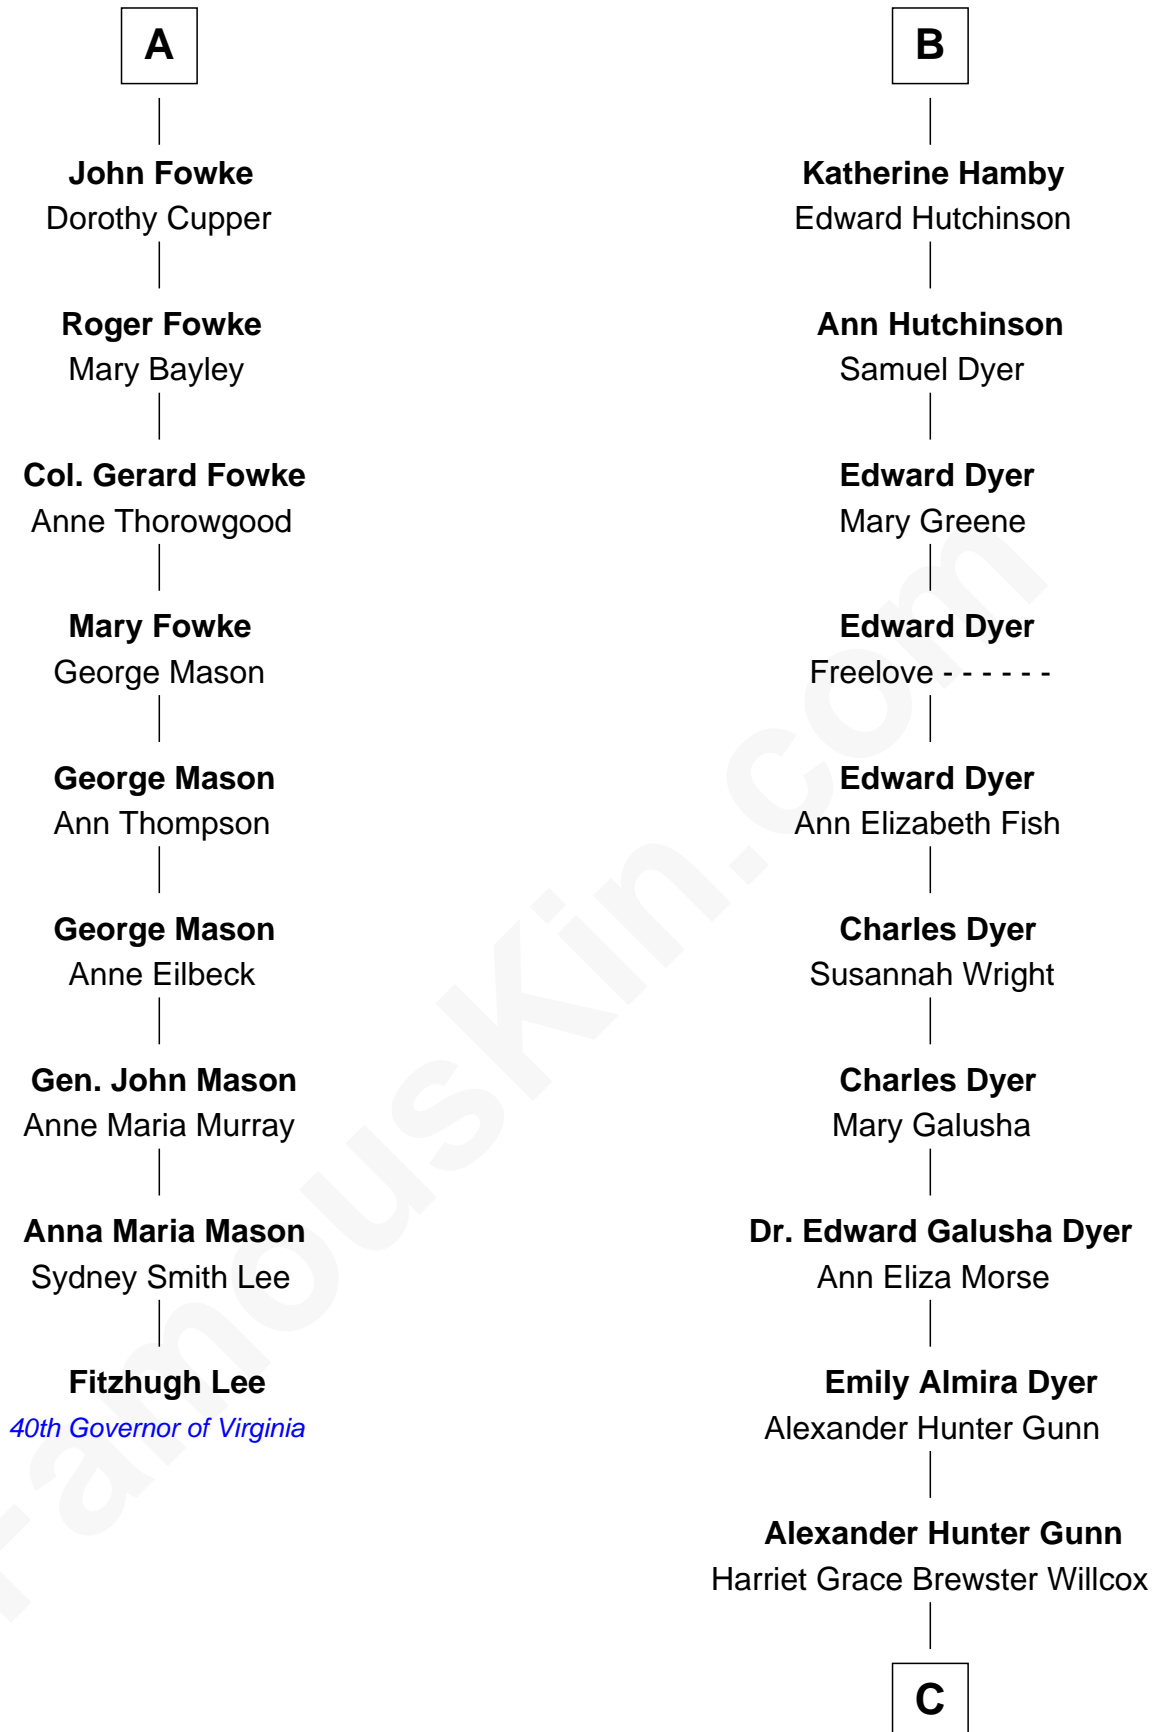 A
John Fowke
Dorothy Cupper
Roger Fowke
Mary Bayley
Col. Gerard Fowke
Anne Thorowgood
Mary Fowke
George Mason
George Mason
Ann Thompson
George Mason
Anne Eilbeck
Gen. John Mason
Anne Maria Murray
Anna Maria Mason
Sydney Smith Lee
Fitzhugh Lee
40th Governor of Virginia
B
Katherine Hamby
Edward Hutchinson
Ann Hutchinson
Samuel Dyer
Edward Dyer
Mary Greene
Edward Dyer
Freelove - - - - - -
Edward Dyer
Ann Elizabeth Fish
Charles Dyer
Susannah Wright
Charles Dyer
Mary Galusha
Dr. Edward Galusha Dyer
Ann Eliza Morse
Emily Almira Dyer
Alexander Hunter Gunn
Alexander Hunter Gunn
Harriet Grace Brewster Willcox
C
FamousKin.com